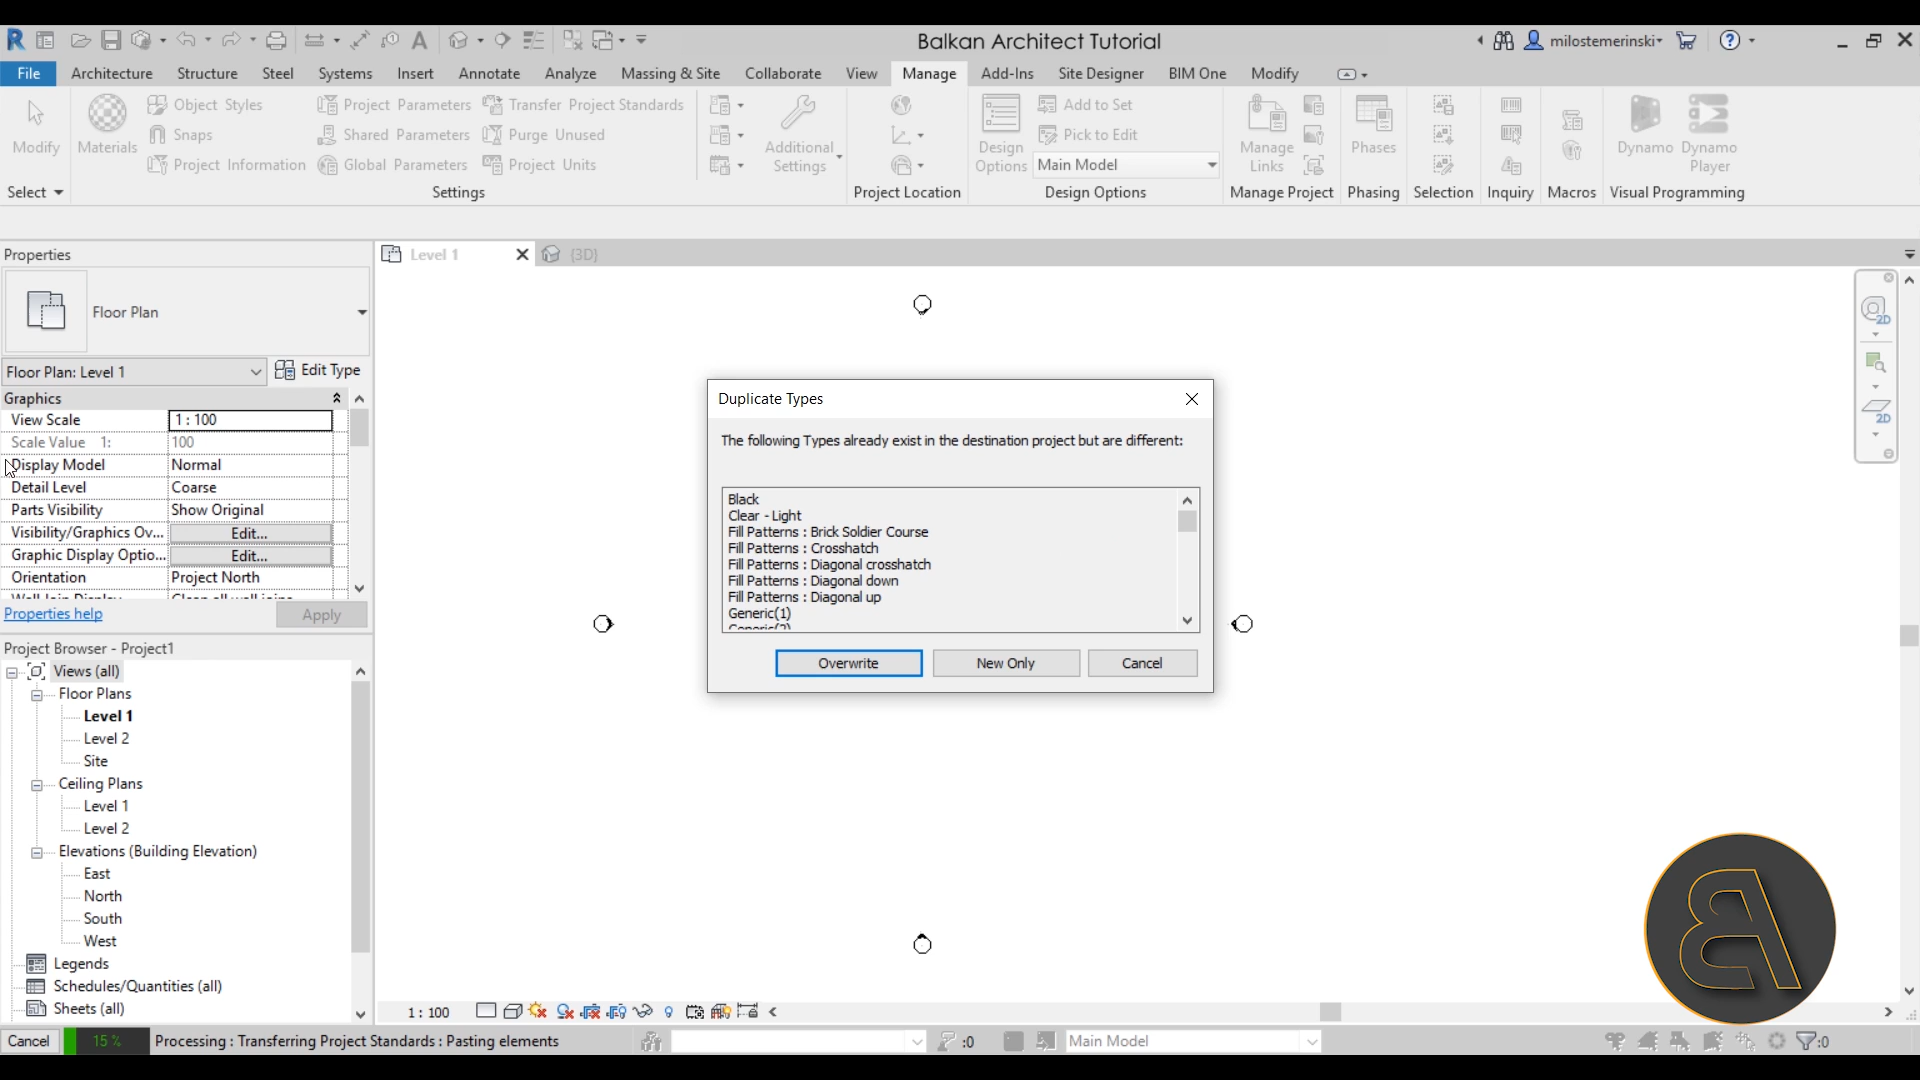 Balkan Architect Tutorial
milostemerinski
File Architecture Structure Steel Systems Insert Annotate Analyze Massing & Site Collaborate View Manage Add-Ins Site Designer BIM One Modify
Object Styles Project Parameters Transfer Project Standards Add to Set
Snaps Shared Parameters Purge Unused Pick to Edit
Modify Materials Additional Settings Design Options Manage Links Phases Dynamo Dynamo Player
Project Information Global Parameters Project Units Main Model
Select Settings Project Location Design Options Manage Project Phasing Selection Inquiry Macros Visual Programming
Properties
Level 1 {3D}
Floor Plan
Floor Plan: Level 1 Edit Type
Graphics
View Scale 1 : 100
Scale Value 1: 100
Display Model Normal
Detail Level Coarse
Parts Visibility Show Original
Visibility/Graphics Ov... Edit...
Graphic Display Optio... Edit...
Orientation Project North
Wall Join Display Clean all wall joins
Properties help Apply
Project Browser - Project1
Views (all)
Floor Plans
Level 1
Level 2
Site
Ceiling Plans
Level 1
Level 2
Elevations (Building Elevation)
East
North
South
West
Legends
Schedules/Quantities (all)
Sheets (all)
Duplicate Types
The following Types already exist in the destination project but are different:
Black
Clear - Light
Fill Patterns : Brick Soldier Course
Fill Patterns : Crosshatch
Fill Patterns : Diagonal crosshatch
Fill Patterns : Diagonal down
Fill Patterns : Diagonal up
Generic(1)
Generic(2)
Overwrite New Only Cancel
2D
2D
1 : 100
Cancel 15 % Processing : Transferring Project Standards : Pasting elements :0 Main Model :0